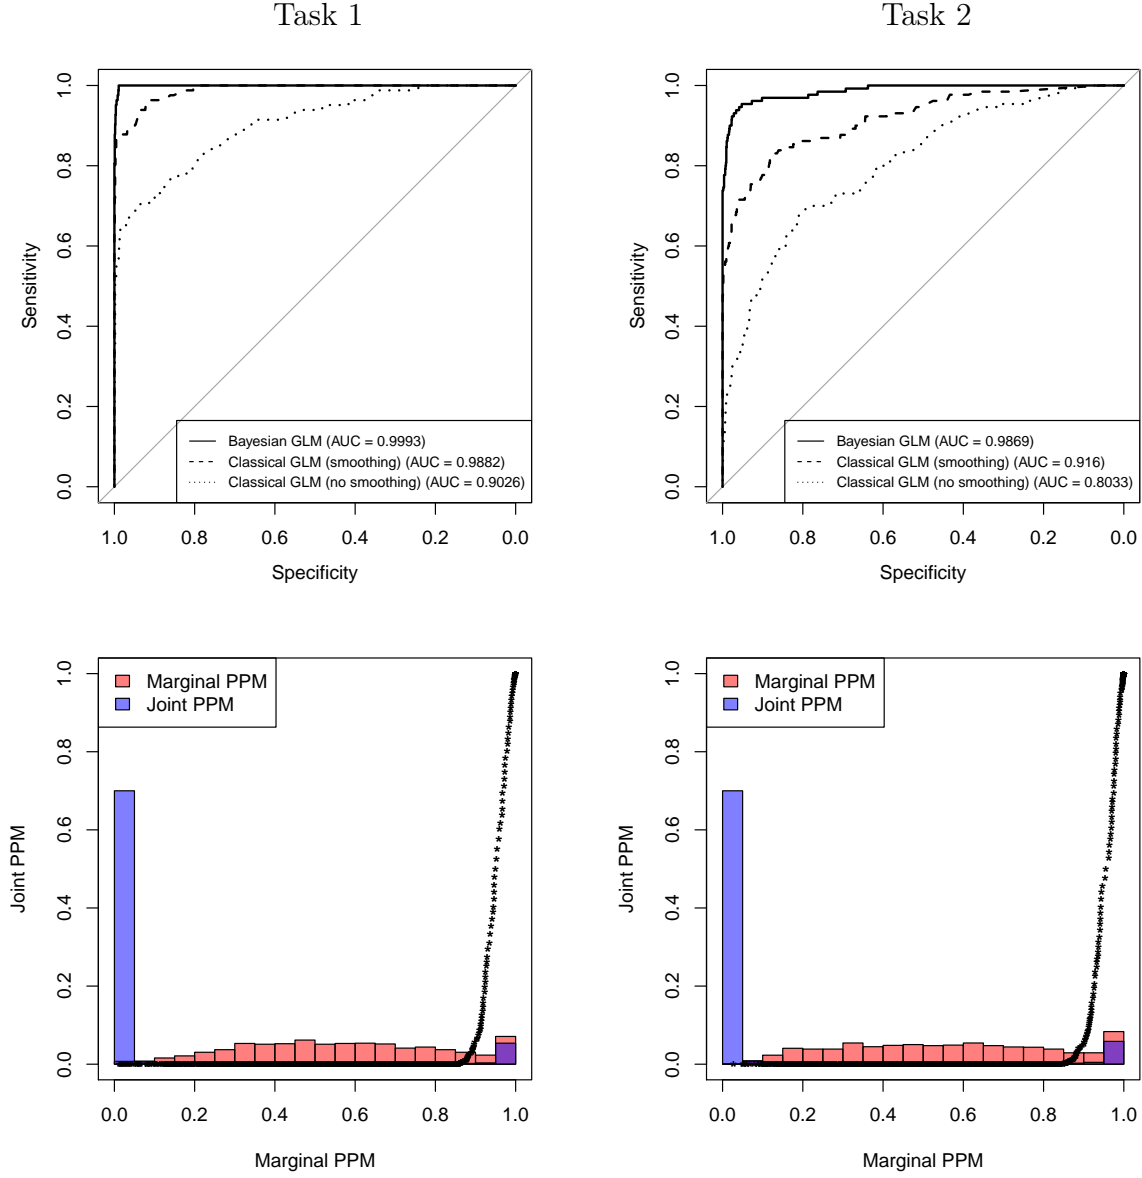 Task 1
Task 2
1.0
0.8
0.6
0.4
0.2
0.0
Sensitivity
Bayesian GLM (AUC = 0.9993)
Classical GLM (smoothing) (AUC = 0.9882)
Classical GLM (no smoothing) (AUC = 0.9026)
1.0 0.8 0.6 0.4 0.2 0.0
Specificity
1.0
0.8
0.6
0.4
0.2
0.0
Sensitivity
Bayesian GLM (AUC = 0.9869)
Classical GLM (smoothing) (AUC = 0.916)
Classical GLM (no smoothing) (AUC = 0.8033)
1.0 0.8 0.6 0.4 0.2 0.0
Specificity
1.0
0.8
0.6
0.4
0.2
0.0
Joint PPM
Marginal PPM
Joint PPM
0.0 0.2 0.4 0.6 0.8 1.0
Marginal PPM
1.0
0.8
0.6
0.4
0.2
0.0
Joint PPM
Marginal PPM
Joint PPM
0.0 0.2 0.4 0.6 0.8 1.0
Marginal PPM